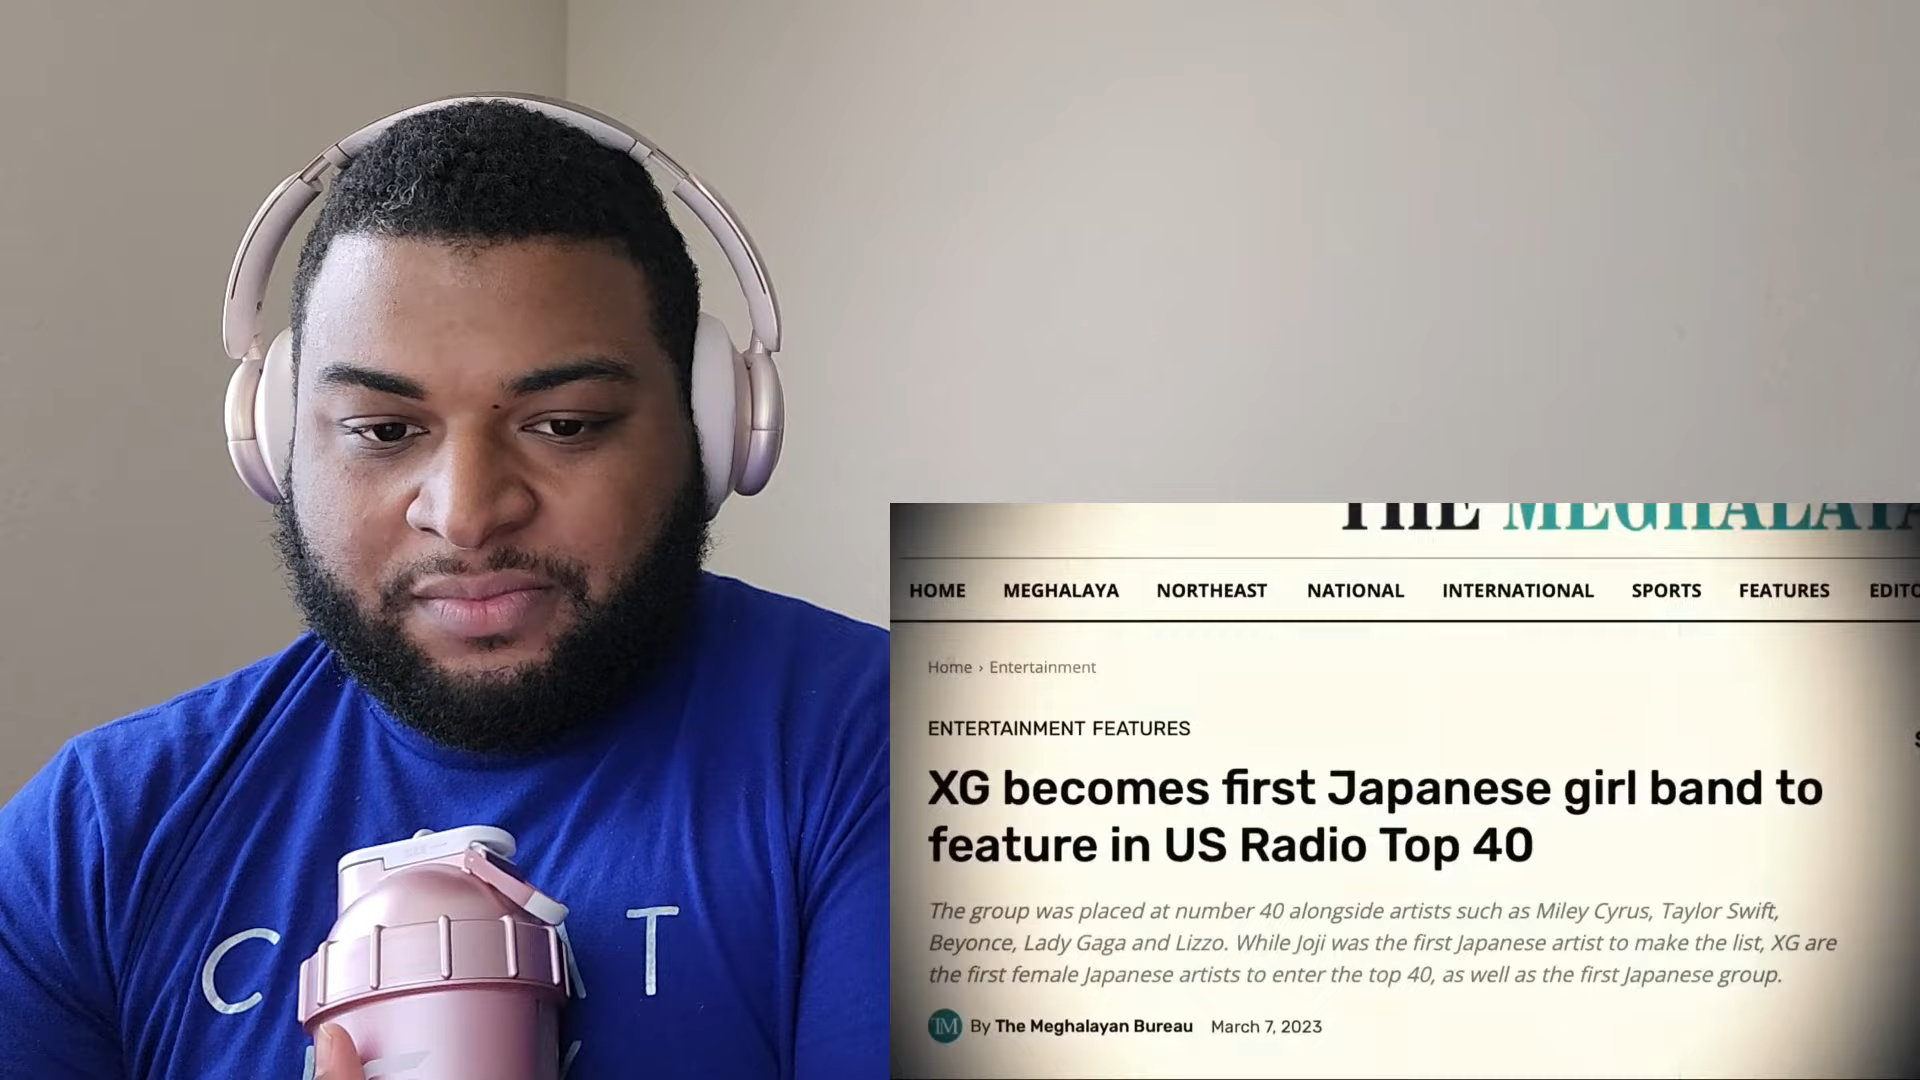 THE MEGHALAYA
HOME MEGHALAYA NORTHEAST NATIONAL INTERNATIONAL SPORTS FEATURES
Home › Entertainment
ENTERTAINMENT FEATURES
XG becomes first Japanese girl band to
feature in US Radio Top 40
The group was placed at number 40 alongside artists such as Miley Cyrus, Taylor Swift,
Beyonce, Lady Gaga and Lizzo. While Joji was the first Japanese artist to make the list, XG are
the first female Japanese artists to enter the top 40, as well as the first Japanese group.
TM By The Meghalayan Bureau March 7, 2023